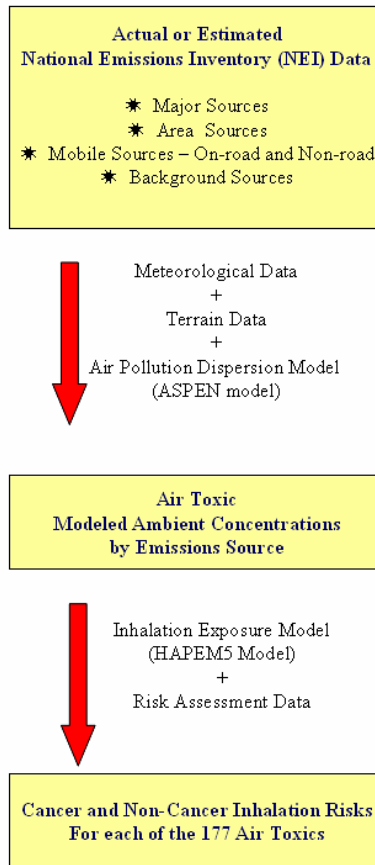 Actual or Estimated
National Emissions Inventory (NEI) Data
✷ Major Sources
✷ Area Sources
✷ Mobile Sources – On-road and Non-road
✷ Background Sources
Meteorological Data
+
Terrain Data
+
Air Pollution Dispersion Model
(ASPEN model)
Air Toxic
Modeled Ambient Concentrations
by Emissions Source
Inhalation Exposure Model
(HAPEM5 Model)
+
Risk Assessment Data
Cancer and Non-Cancer Inhalation Risks
For each of the 177 Air Toxics